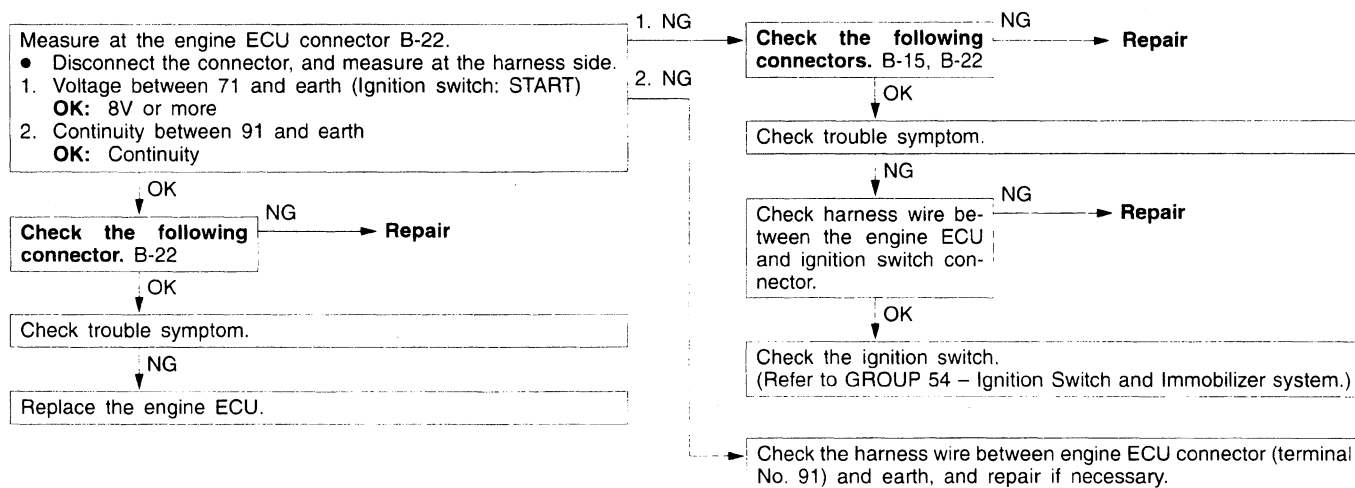 Measure at the engine ECU connector B-22.
● Disconnect the connector, and measure at the harness side.
1. Voltage between 71 and earth (Ignition switch: START)
OK: 8V or more
2. Continuity between 91 and earth
OK: Continuity
1. NG
2. NG
OK
Check the following
connector. B-22
NG
Repair
OK
Check trouble symptom.
NG
Replace the engine ECU.
Check the following
connectors. B-15, B-22
NG
Repair
OK
Check trouble symptom.
NG
Check harness wire be-
tween the engine ECU
and ignition switch con-
nector.
NG
Repair
OK
Check the ignition switch.
(Refer to GROUP 54 – Ignition Switch and Immobilizer system.)
Check the harness wire between engine ECU connector (terminal
No. 91) and earth, and repair if necessary.